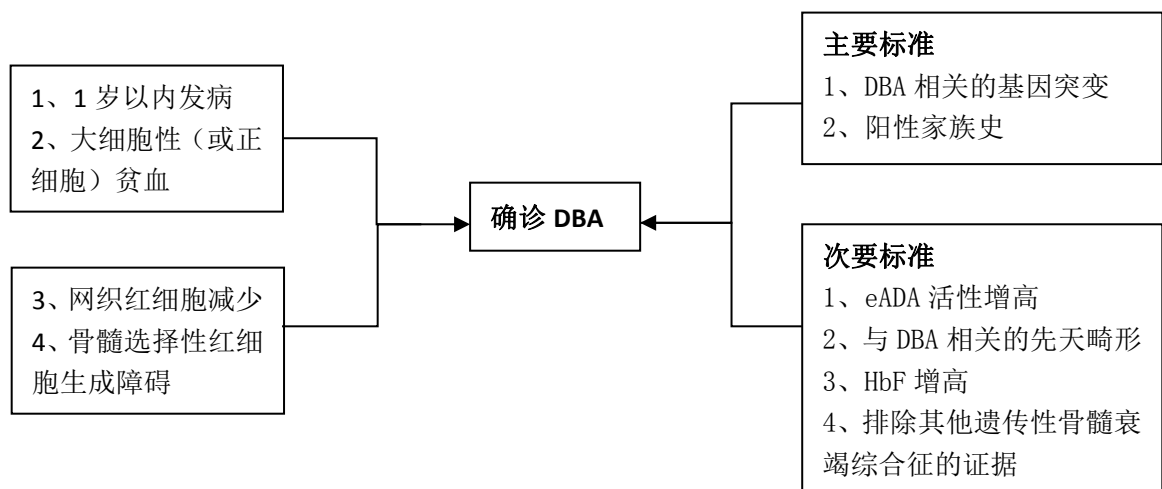 1、1 岁以内发病
2、大细胞性（或正
细胞）贫血
3、网织红细胞减少
4、骨髓选择性红细
胞生成障碍
确诊 DBA
主要标准
1、DBA 相关的基因突变
2、阳性家族史
次要标准
1、eADA 活性增高
2、与 DBA 相关的先天畸形
3、HbF 增高
4、排除其他遗传性骨髓衰
竭综合征的证据